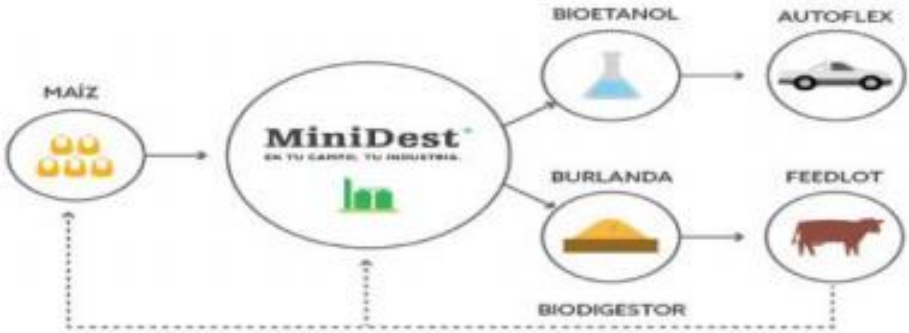 MAÍZ
MiniDest
EN TU CAMPO, TU INDUSTRIA.
BIOETANOL
AUTOFLEX
BURLANDA
FEEDLOT
BIODIGESTOR